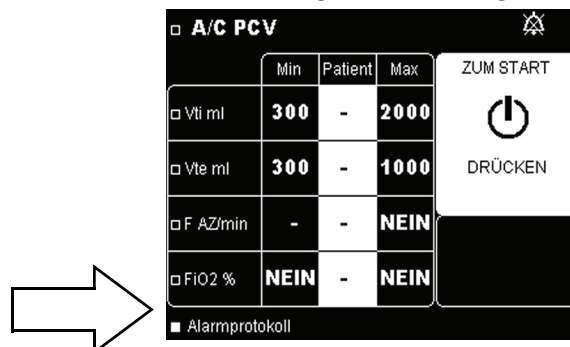 A/C PCV
Min Patient Max
Vti ml 300 - 2000
Vte ml 300 - 1000
F AZ/min - - NEIN
FiO2 % NEIN - NEIN
Alarmprotokoll
ZUM START
DRÜCKEN